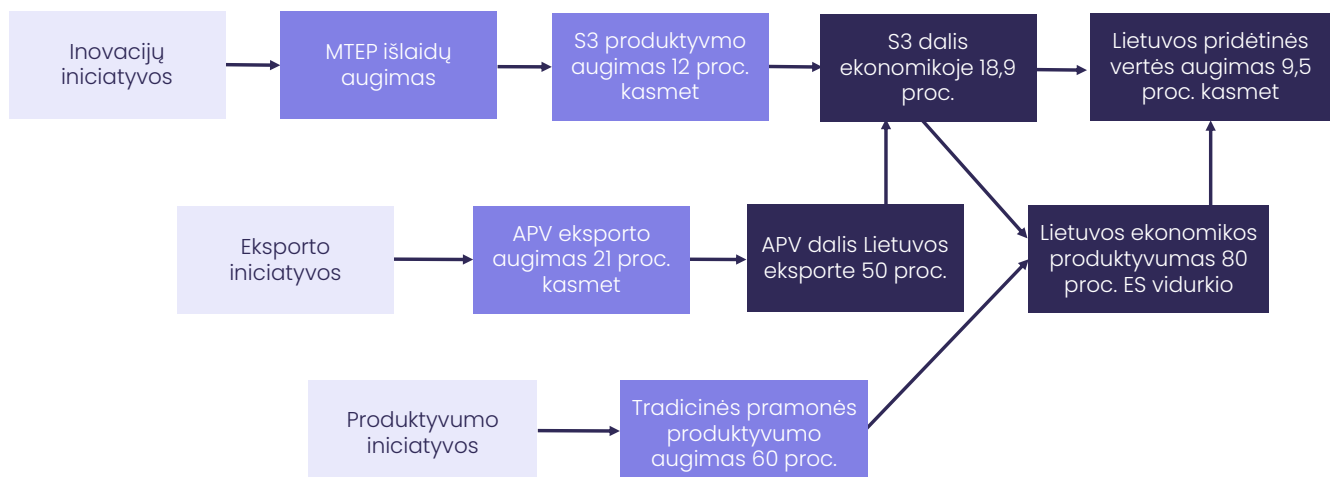 Inovacijų
iniciatyvos
MTEP išlaidų
augimas
S3 produktyvmo
augimas 12 proc.
kasmet
S3 dalis
ekonomikoje 18,9
proc.
Lietuvos pridėtinės
vertės augimas 9,5
proc. kasmet
Eksporto
iniciatyvos
APV eksporto
augimas 21 proc.
kasmet
APV dalis Lietuvos
eksporte 50 proc.
Lietuvos ekonomikos
produktyvumas 80
proc. ES vidurkio
Produktyvumo
iniciatyvos
Tradicinės pramonės
produktyvumo
augimas 60 proc.